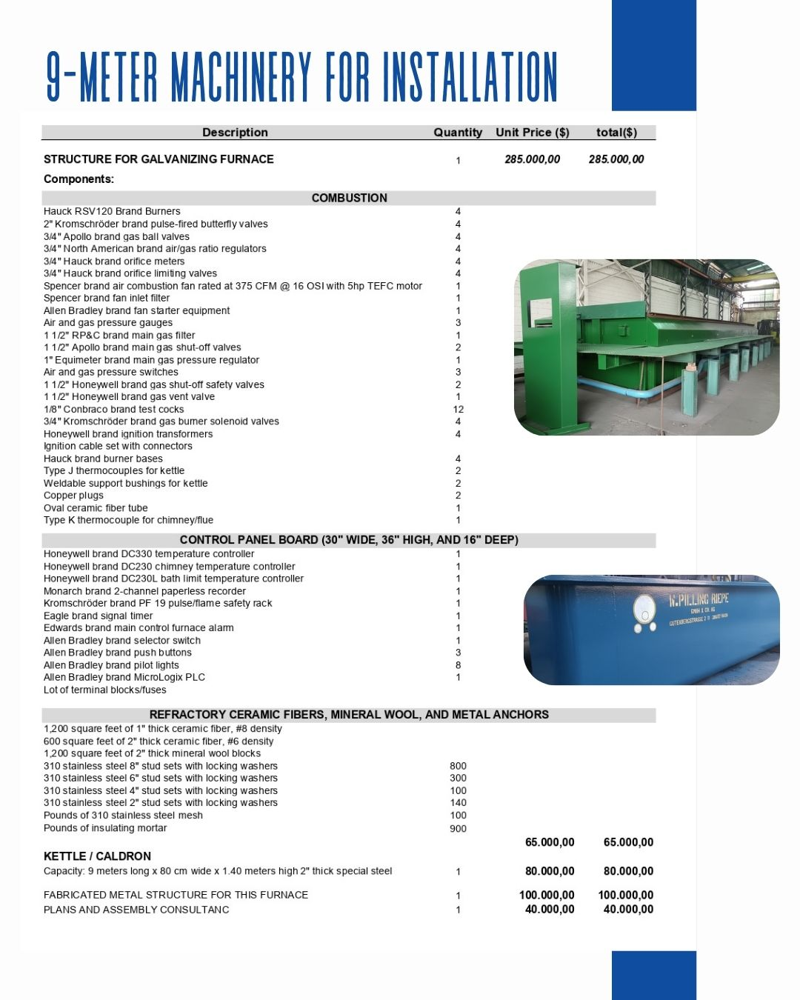 9-METER MACHINERY FOR INSTALLATION
Description Quantity Unit Price ($) total($)
STRUCTURE FOR GALVANIZING FURNACE 1 285.000,00 285.000,00
Components:
COMBUSTION
Hauck RSV120 Brand Burners 4
2" Kromschröder brand pulse-fired butterfly valves 4
3/4" Apollo brand gas ball valves 4
3/4" North American brand air/gas ratio regulators 4
3/4" Hauck brand orifice meters 4
3/4" Hauck brand orifice limiting valves 4
Spencer brand air combustion fan rated at 375 CFM @ 16 OSI with 5hp TEFC motor 1
Spencer brand fan inlet filter 1
Allen Bradley brand fan starter equipment 1
Air and gas pressure gauges 3
1 1/2" RP&C brand main gas filter 1
1 1/2" Apollo brand main gas shut-off valves 2
1" Equimeter brand main gas pressure regulator 1
Air and gas pressure switches 3
1 1/2" Honeywell brand gas shut-off safety valves 2
1 1/2" Honeywell brand gas vent valve 1
1/8" Conbraco brand test cocks 12
3/4" Kromschröder brand gas burner solenoid valves 4
Honeywell brand ignition transformers 4
Ignition cable set with connectors
Hauck brand burner bases 4
Type J thermocouples for kettle 2
Weldable support bushings for kettle 2
Copper plugs 2
Oval ceramic fiber tube 1
Type K thermocouple for chimney/flue 1
CONTROL PANEL BOARD (30" WIDE, 36" HIGH, AND 16" DEEP)
Honeywell brand DC330 temperature controller 1
Honeywell brand DC230 chimney temperature controller 1
Honeywell brand DC230L bath limit temperature controller 1
Monarch brand 2-channel paperless recorder 1
Kromschröder brand PF 19 pulse/flame safety rack 1
Eagle brand signal timer 1
Edwards brand main control furnace alarm 1
Allen Bradley brand selector switch 1
Allen Bradley brand push buttons 3
Allen Bradley brand pilot lights 8
Allen Bradley brand MicroLogix PLC 1
Lot of terminal blocks/fuses
W.PILLING RIEPE
GMBH & CO. KG
GUTENBERGSTRASSE 2 D
REFRACTORY CERAMIC FIBERS, MINERAL WOOL, AND METAL ANCHORS
1,200 square feet of 1" thick ceramic fiber, #8 density
600 square feet of 2" thick ceramic fiber, #6 density
1,200 square feet of 2" thick mineral wool blocks
310 stainless steel 8" stud sets with locking washers 800
310 stainless steel 6" stud sets with locking washers 300
310 stainless steel 4" stud sets with locking washers 100
310 stainless steel 2" stud sets with locking washers 140
Pounds of 310 stainless steel mesh 100
Pounds of insulating mortar 900
65.000,00 65.000,00
KETTLE / CALDRON
Capacity: 9 meters long x 80 cm wide x 1.40 meters high 2" thick special steel 1 80.000,00 80.000,00
FABRICATED METAL STRUCTURE FOR THIS FURNACE 1 100.000,00 100.000,00
PLANS AND ASSEMBLY CONSULTANC 1 40.000,00 40.000,00